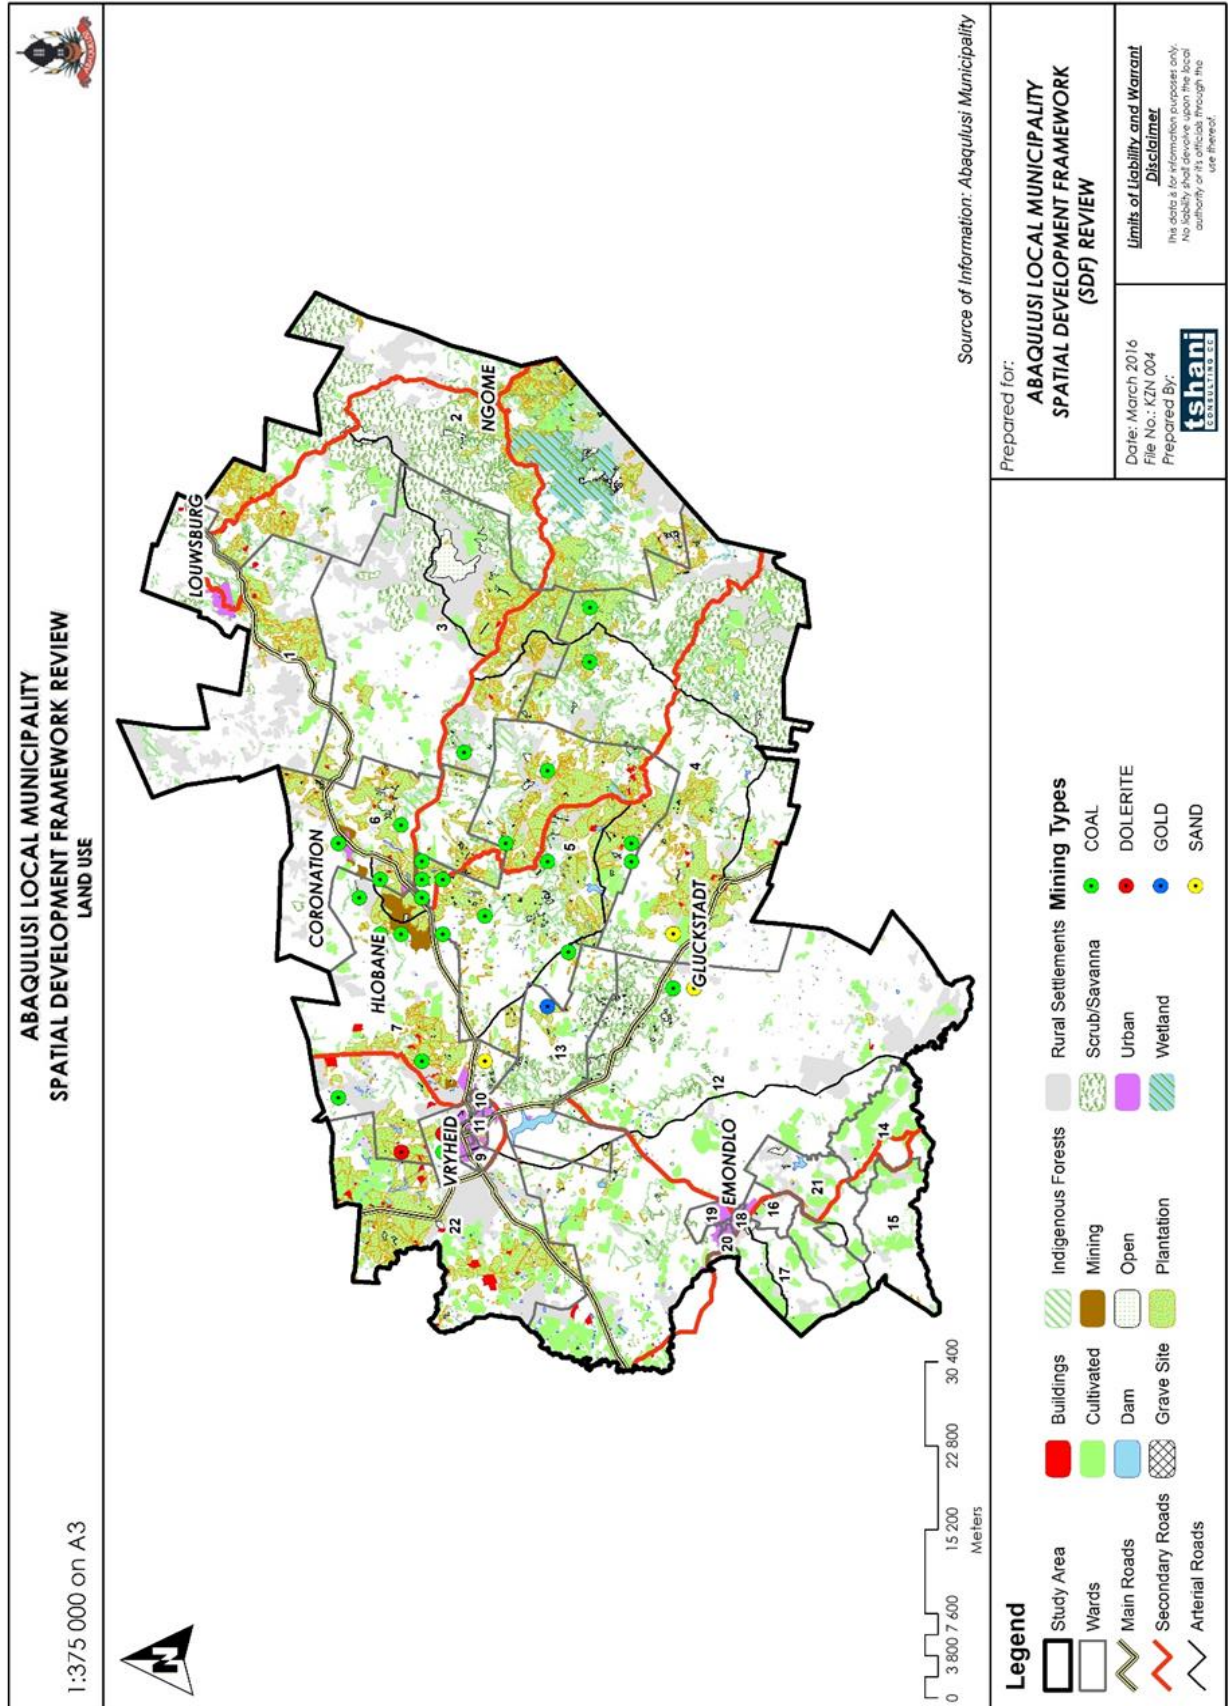 ABAQULUSI LOCAL MUNICIPALITY
SPATIAL DEVELOPMENT FRAMEWORK REVIEW
LAND USE
1:375 000 on A3
N
LOUWSBURG
CORONATION
HLOBANE
VRYHEID
NGOME
GLUCKSTADT
EMONDLO
1
2
3
4
5
6
7
9
10
11
12
13
14
15
16
17
18
19
20
21
22
0 3 800 7 600 15 200 22 800 30 400
Meters
Source of Information: Abaqulusi Municipality
Legend
Study Area
Wards
Main Roads
Secondary Roads
Arterial Roads
Buildings
Cultivated
Dam
Grave Site
Indigenous Forests
Mining
Open
Plantation
Rural Settlements
Scrub/Savanna
Urban
Wetland
Mining Types
COAL
DOLERITE
GOLD
SAND
Prepared for:
ABAQULUSI LOCAL MUNICIPALITY
SPATIAL DEVELOPMENT FRAMEWORK
(SDF) REVIEW
Date: March 2016
File No.: KZN 004
Prepared By:
tshani
CONSULTING CC
Limits of Liability and Warrant
Disclaimer
This data is for information purposes only.
No liability shall devolve upon the local
authority or it's officials through the
use thereof.